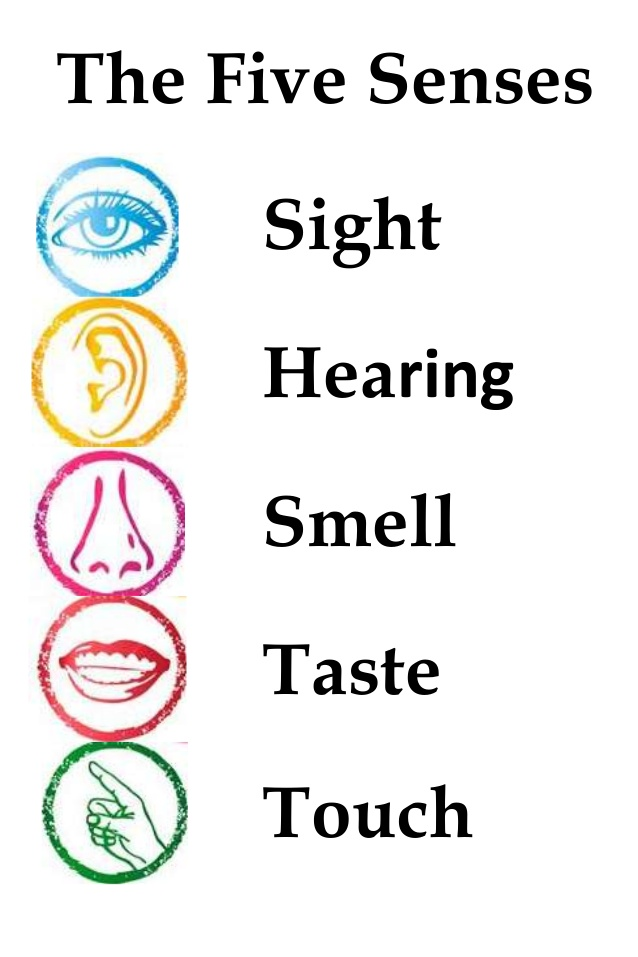 The Five Senses
Sight
Hearing
Smell
Taste
Touch